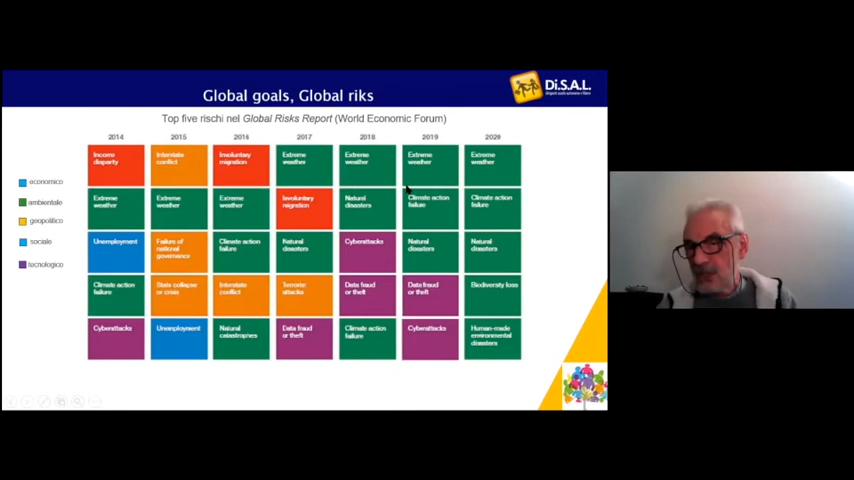 Global goals, Global riks
Di.S.A.L.
Top five rischi nel Global Risks Report (World Economic Forum)
2014 2015 2016 2017 2018 2019 2020
economico
ambientale
geopolitico
sociale
tecnologico
Income disparity
Interstate conflict
Involuntary migration
Extreme weather
Extreme weather
Extreme weather
Extreme weather
Extreme weather
Extreme weather
Extreme weather
Involuntary migration
Natural disasters
Climate action failure
Climate action failure
Unemployment
Failure of national governance
Climate action failure
Natural disasters
Cyberattacks
Natural disasters
Natural disasters
Climate action failure
State collapse or crisis
Interstate conflict
Terrorist attacks
Data fraud or theft
Data fraud or theft
Biodiversity loss
Cyberattacks
Unemployment
Natural catastrophes
Data fraud or theft
Climate action failure
Cyberattacks
Human-made environmental disasters